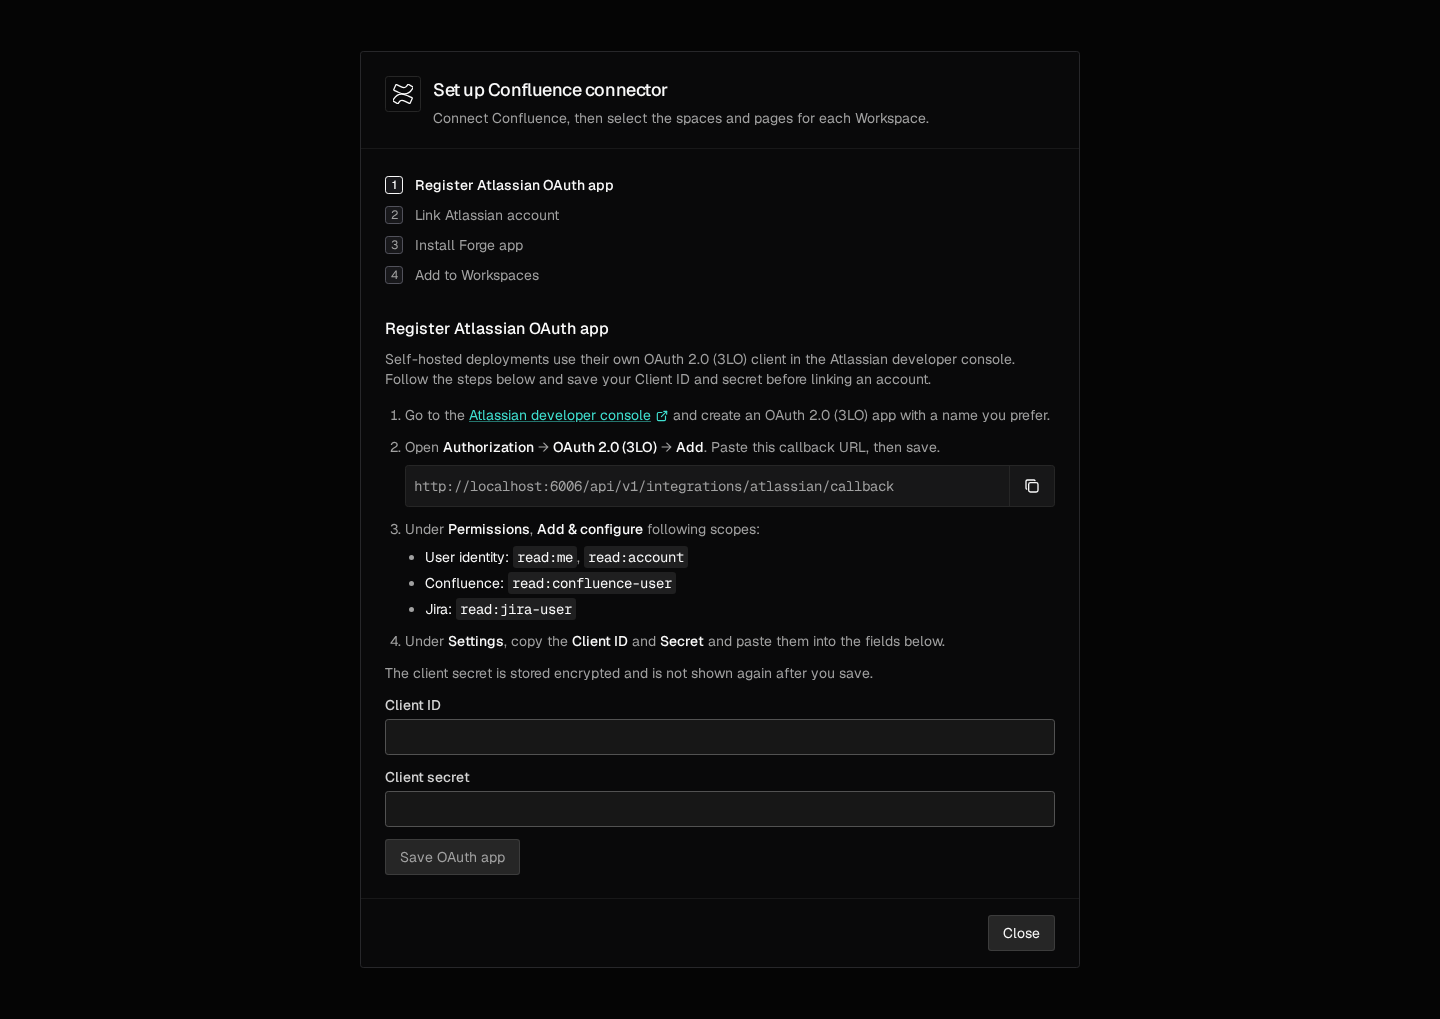 Set up Confluence connector
Connect Confluence, then select the spaces and pages for each Workspace.
1 Register Atlassian OAuth app
2 Link Atlassian account
3 Install Forge app
4 Add to Workspaces
Register Atlassian OAuth app
Self-hosted deployments use their own OAuth 2.0 (3LO) client in the Atlassian developer console.
Follow the steps below and save your Client ID and secret before linking an account.
1. Go to the Atlassian developer console and create an OAuth 2.0 (3LO) app with a name you prefer.
2. Open Authorization → OAuth 2.0 (3LO) → Add. Paste this callback URL, then save.
http://localhost:6006/api/v1/integrations/atlassian/callback
3. Under Permissions, Add & configure following scopes:
• User identity: read:me, read:account
• Confluence: read:confluence-user
• Jira: read:jira-user
4. Under Settings, copy the Client ID and Secret and paste them into the fields below.
The client secret is stored encrypted and is not shown again after you save.
Client ID
Client secret
Save OAuth app
Close